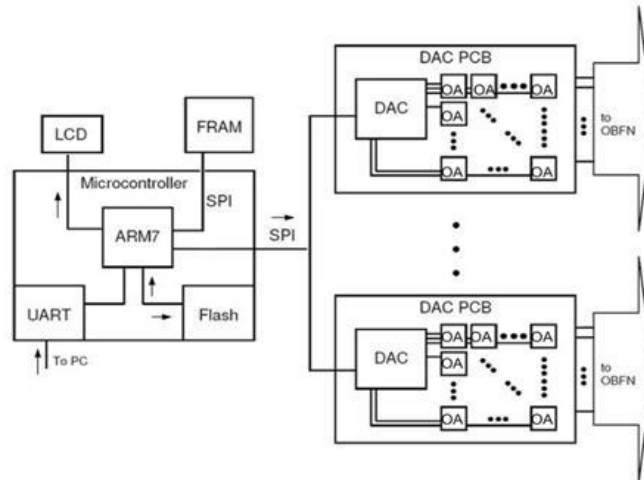 DAC PCB
DAC
OA OA OA
OA
OA OA
to
OBFN
LCD
FRAM
Microcontroller
SPI
ARM7
SPI
UART
Flash
To PC
DAC PCB
DAC
OA OA OA
OA
OA OA
to
OBFN